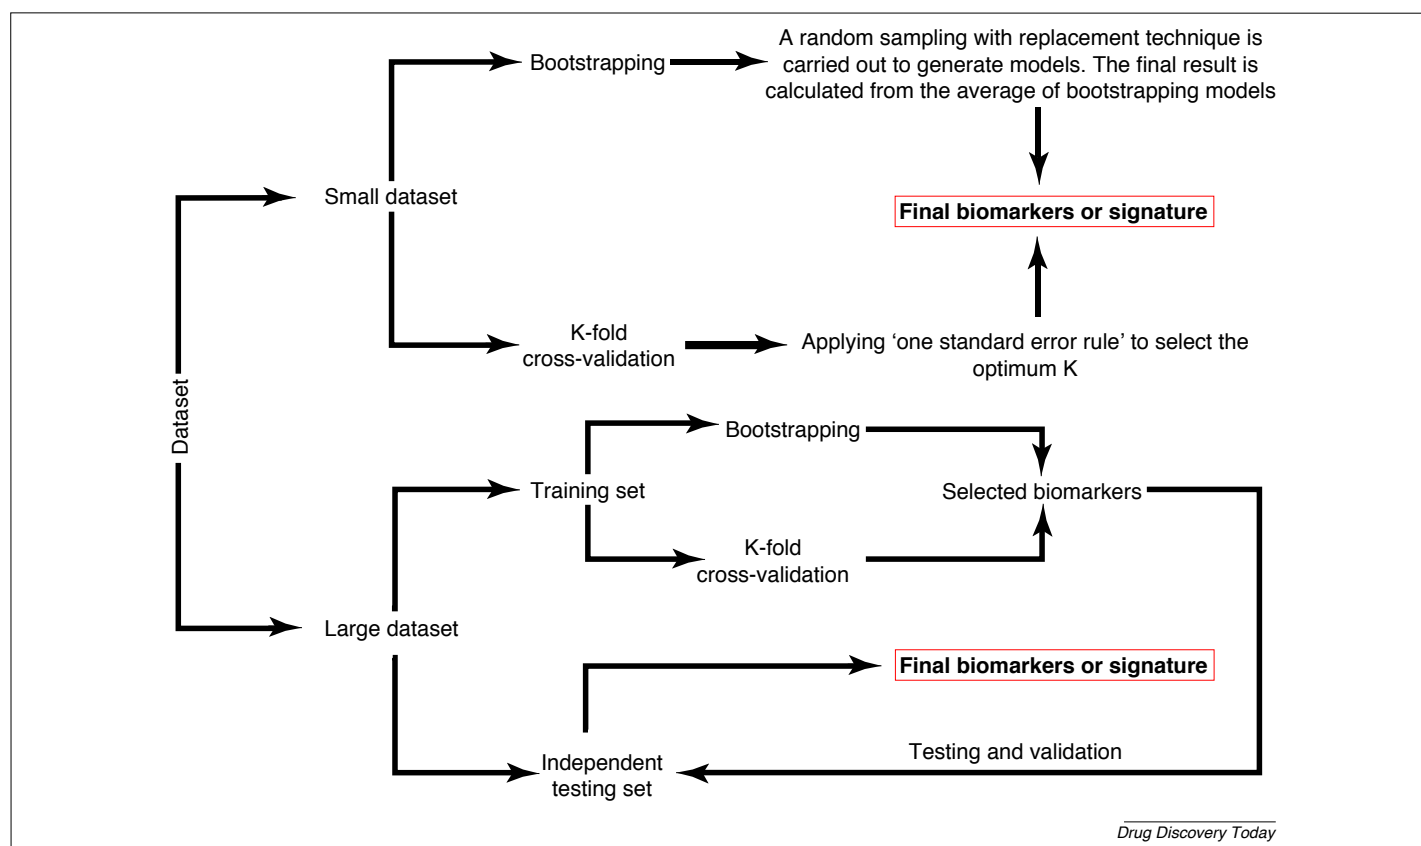 Bootstrapping
A random sampling with replacement technique is
carried out to generate models. The final result is
calculated from the average of bootstrapping models
Small dataset
Final biomarkers or signature
K-fold
cross-validation
Applying ‘one standard error rule’ to select the
optimum K
Dataset
Bootstrapping
Training set
Selected biomarkers
K-fold
cross-validation
Large dataset
Final biomarkers or signature
Independent
testing set
Testing and validation
Drug Discovery Today